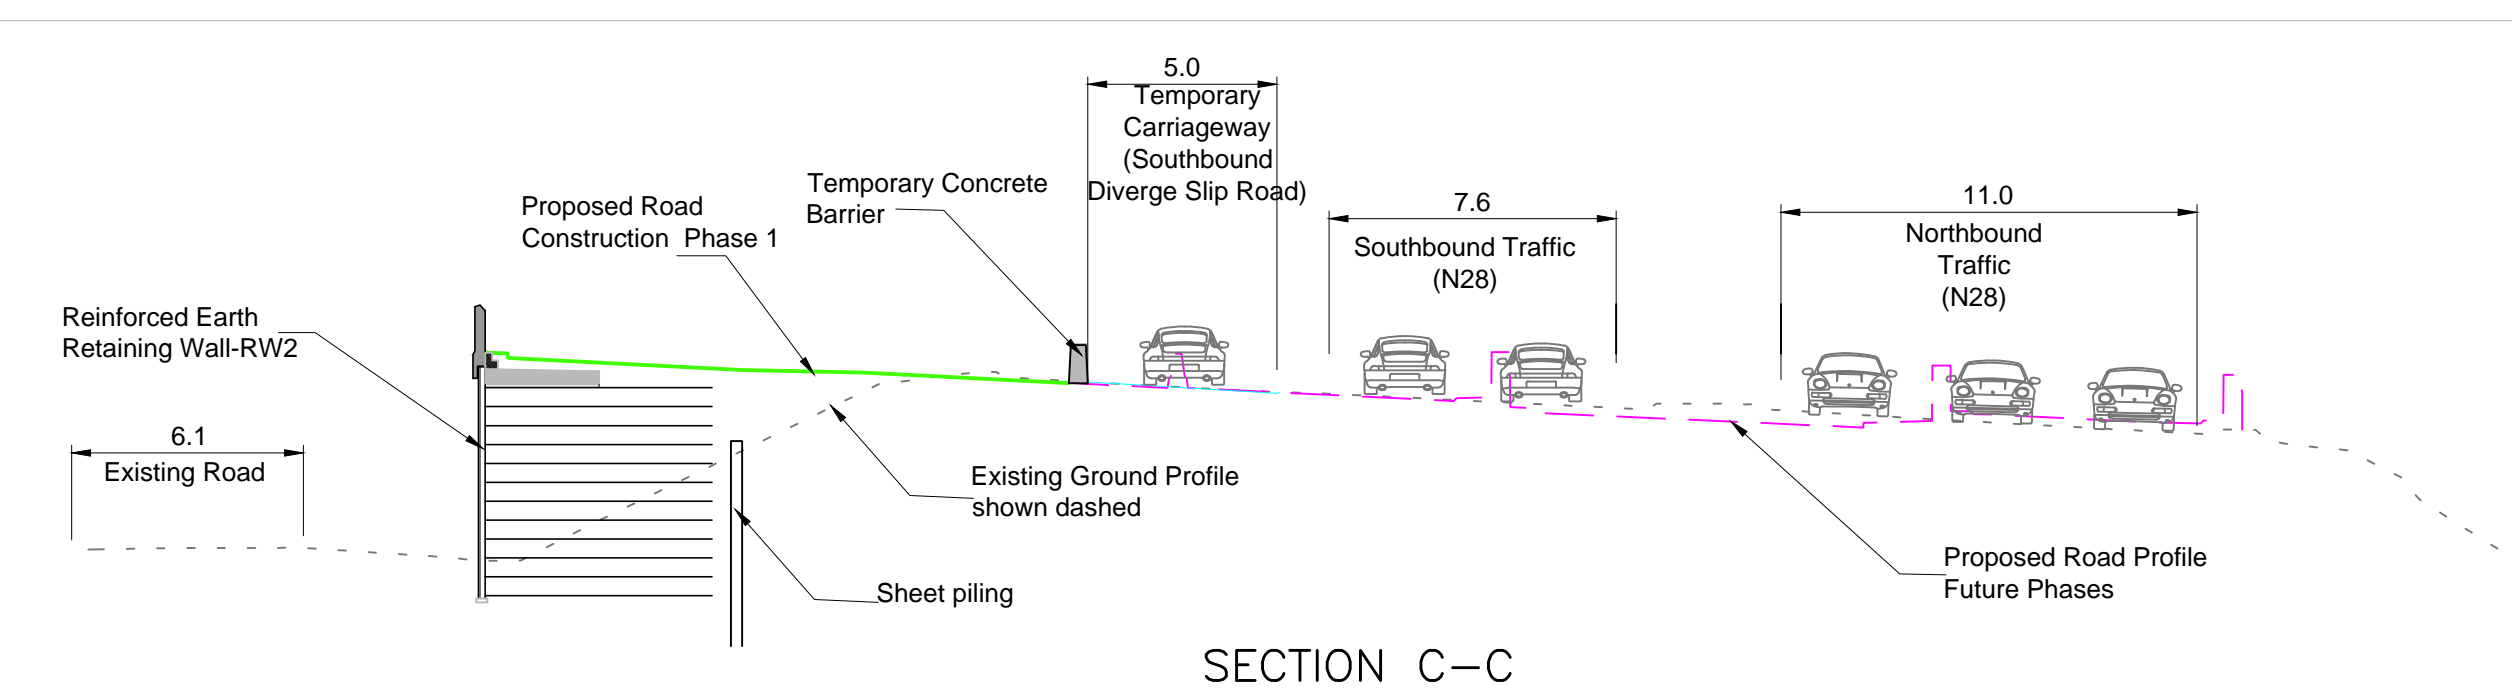 5.0
Temporary
Carriageway
(Southbound
Diverge Slip Road)
Temporary Concrete
Barrier
Proposed Road
Construction  Phase 1
7.6
Southbound Traffic
(N28)
11.0
Northbound
Traffic
(N28)
Reinforced Earth
Retaining Wall-RW2
6.1
Existing Road
Existing Ground Profile
shown dashed
Sheet piling
Proposed Road Profile
Future Phases
SECTION C-C